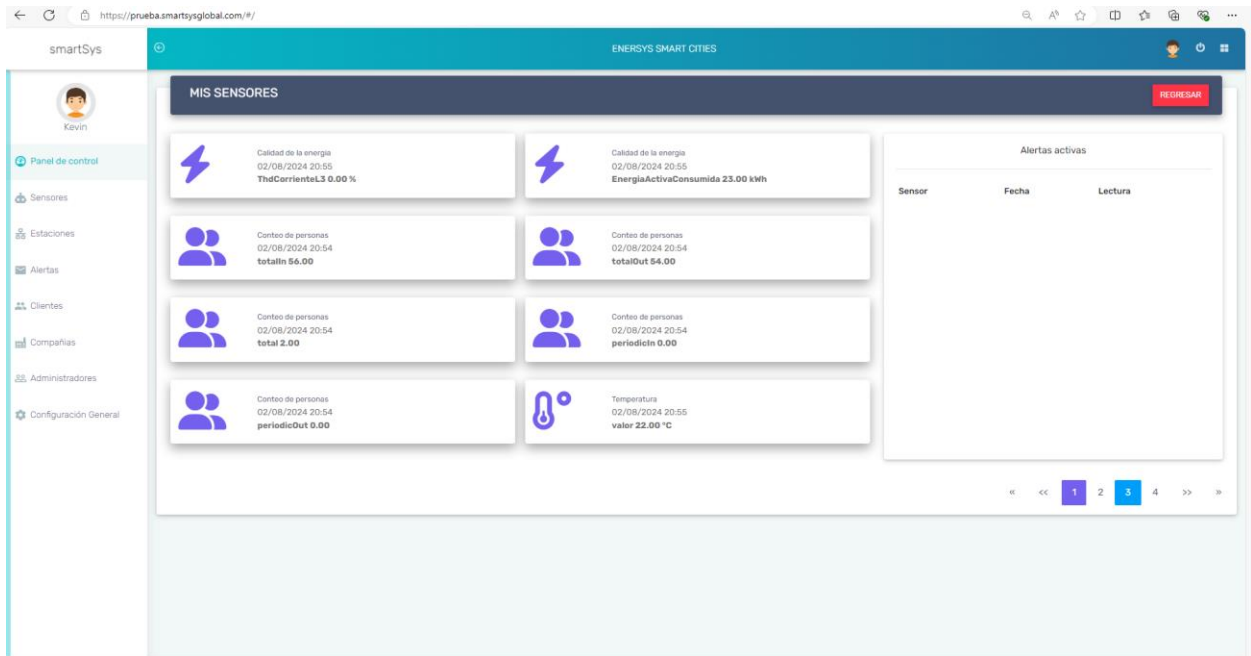 https://prueba.smartsysglobal.com/#/
smartSys
ENERSYS SMART CITIES
Kevin
Panel de control
Sensores
Estaciones
Alertas
Clientes
Compañias
Administradores
Configuración General
MIS SENSORES
REGRESAR
Calidad de la energia
02/08/2024 20:55
ThdCorrienteL3 0.00 %
Calidad de la energia
02/08/2024 20:55
EnergiaActivaConsumida 23.00 kWh
Conteo de personas
02/08/2024 20:54
totalIn 56.00
Conteo de personas
02/08/2024 20:54
totalOut 54.00
Conteo de personas
02/08/2024 20:54
total 2.00
Conteo de personas
02/08/2024 20:54
periodicIn 0.00
Conteo de personas
02/08/2024 20:54
periodicOut 0.00
Temperatura
02/08/2024 20:55
valor 22.00 °C
Alertas activas
Sensor Fecha Lectura
« << 1 2 3 4 >> »